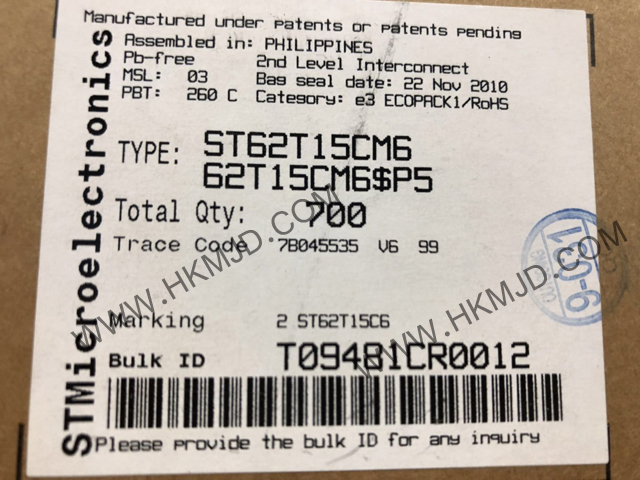 Manufactured under patents or patents pending
Assembled in: PHILIPPINES
Pb-free 2nd Level Interconnect
MSL: 03 Bag seal date: 22 Nov 2010
PBT: 260 C Category: e3 ECOPACK1/RoHS
TYPE: ST62T15CM6
62T15CM6$P5
Total Qty: 700
Trace Code 7B045535 V6 99
Marking 2 ST62T15C6
Bulk ID T09481CR0012
Please provide the bulk ID for any inquiry
STMicroelectronics
WWW.HKMJD.COM
WWW.HKMJD.COM